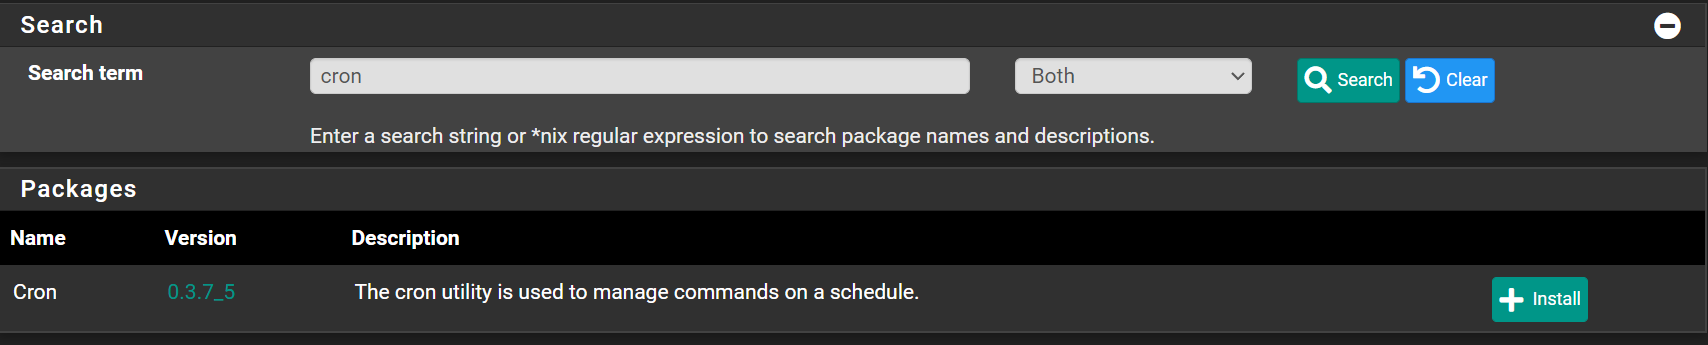 Search
Search term cron Both Search Clear
Enter a search string or *nix regular expression to search package names and descriptions.
Packages
Name Version Description
Cron 0.3.7_5 The cron utility is used to manage commands on a schedule. Install